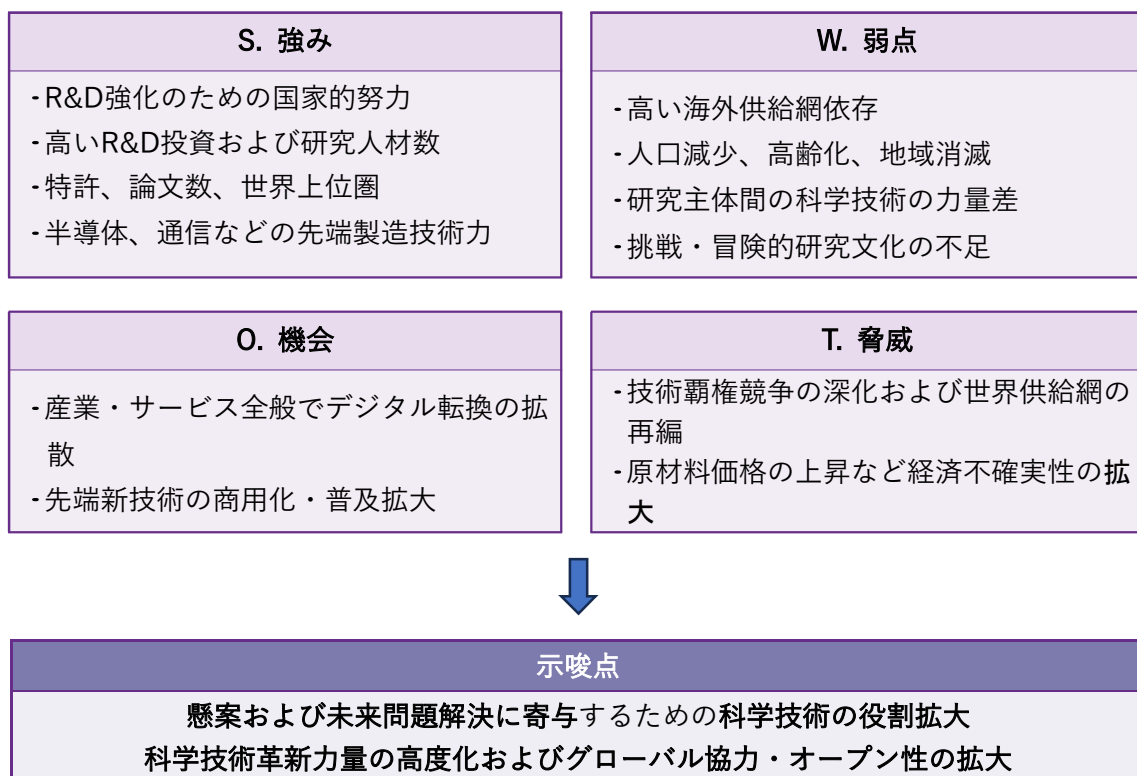 S. 強み
-R&D強化のための国家的努力
-高いR&D投資および研究人材数
-特許、論文数、世界上位圏
-半導体、通信などの先端製造技術力
W. 弱点
-高い海外供給網依存
-人口減少、高齢化、地域消滅
-研究主体間の科学技術の力量差
-挑戦・冒険的研究文化の不足
O. 機会
-産業・サービス全般でデジタル転換の拡
散
-先端新技術の商用化・普及拡大
T. 脅威
-技術覇権競争の深化および世界供給網の
再編
-原材料価格の上昇など経済不確実性の拡
大
示唆点
懸案および未来問題解決に寄与するための科学技術の役割拡大
科学技術革新力量の高度化およびグローバル協力・オープン性の拡大